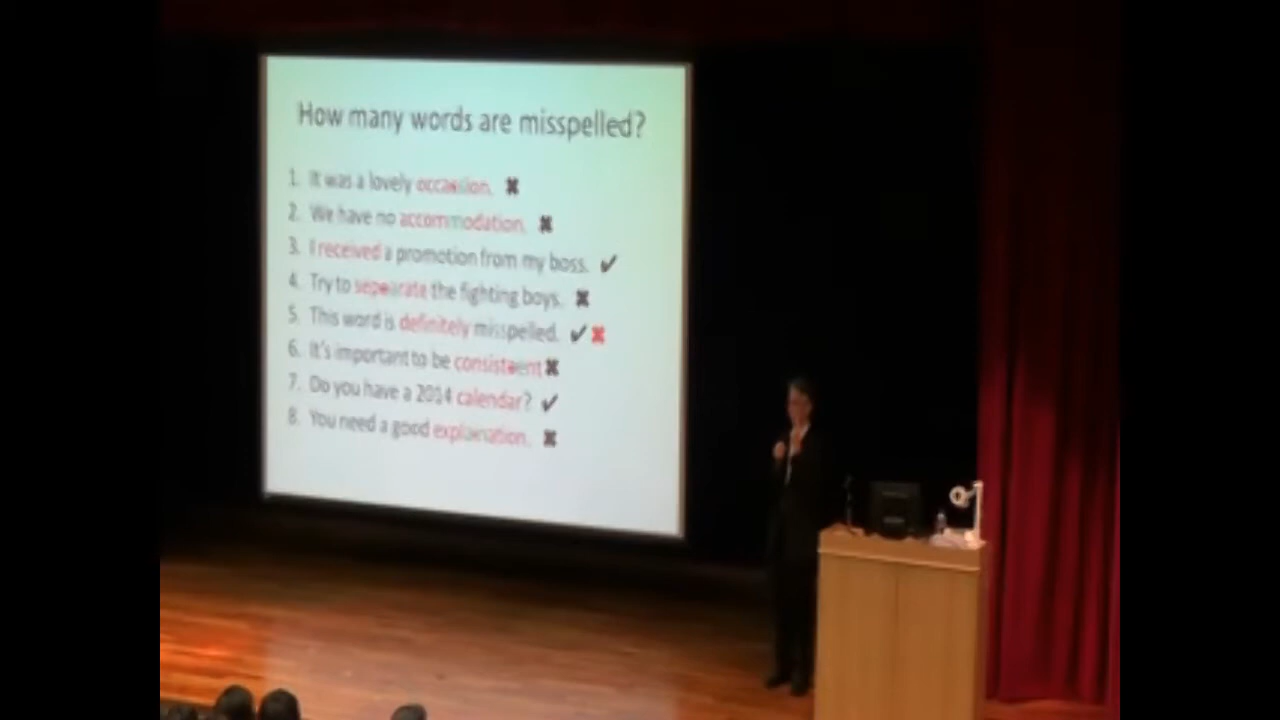 How many words are misspelled?
1. It was a lovely ✖
2. We have no ✖
3. I received a promotion from my boss. ✔
4. Try to the fighting boys. ✖
5. This word is definitely misspelled. ✔✖
6. It's important to be ✖
7. Do you have a 2014 calendar? ✔
8. You need a good ✖